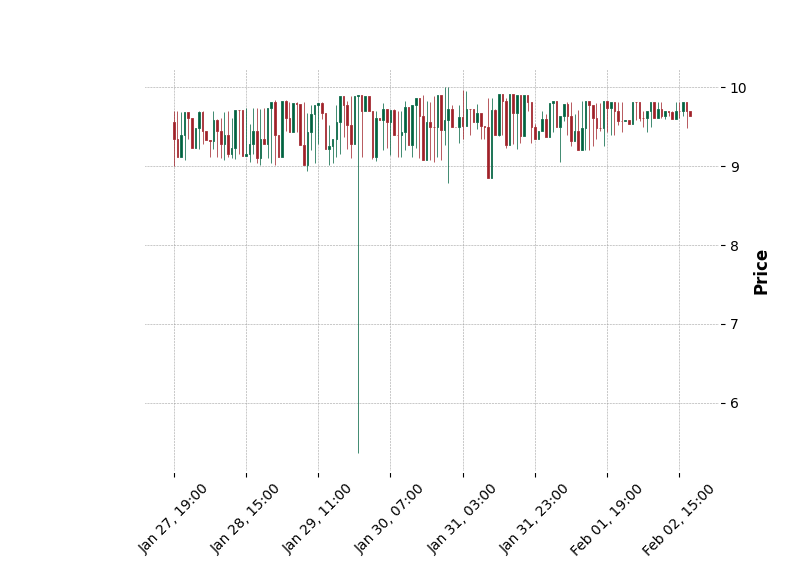 10
9
8
7
6
Price
Jan 27, 19:00
Jan 28, 15:00
Jan 29, 11:00
Jan 30, 07:00
Jan 31, 03:00
Jan 31, 23:00
Feb 01, 19:00
Feb 02, 15:00